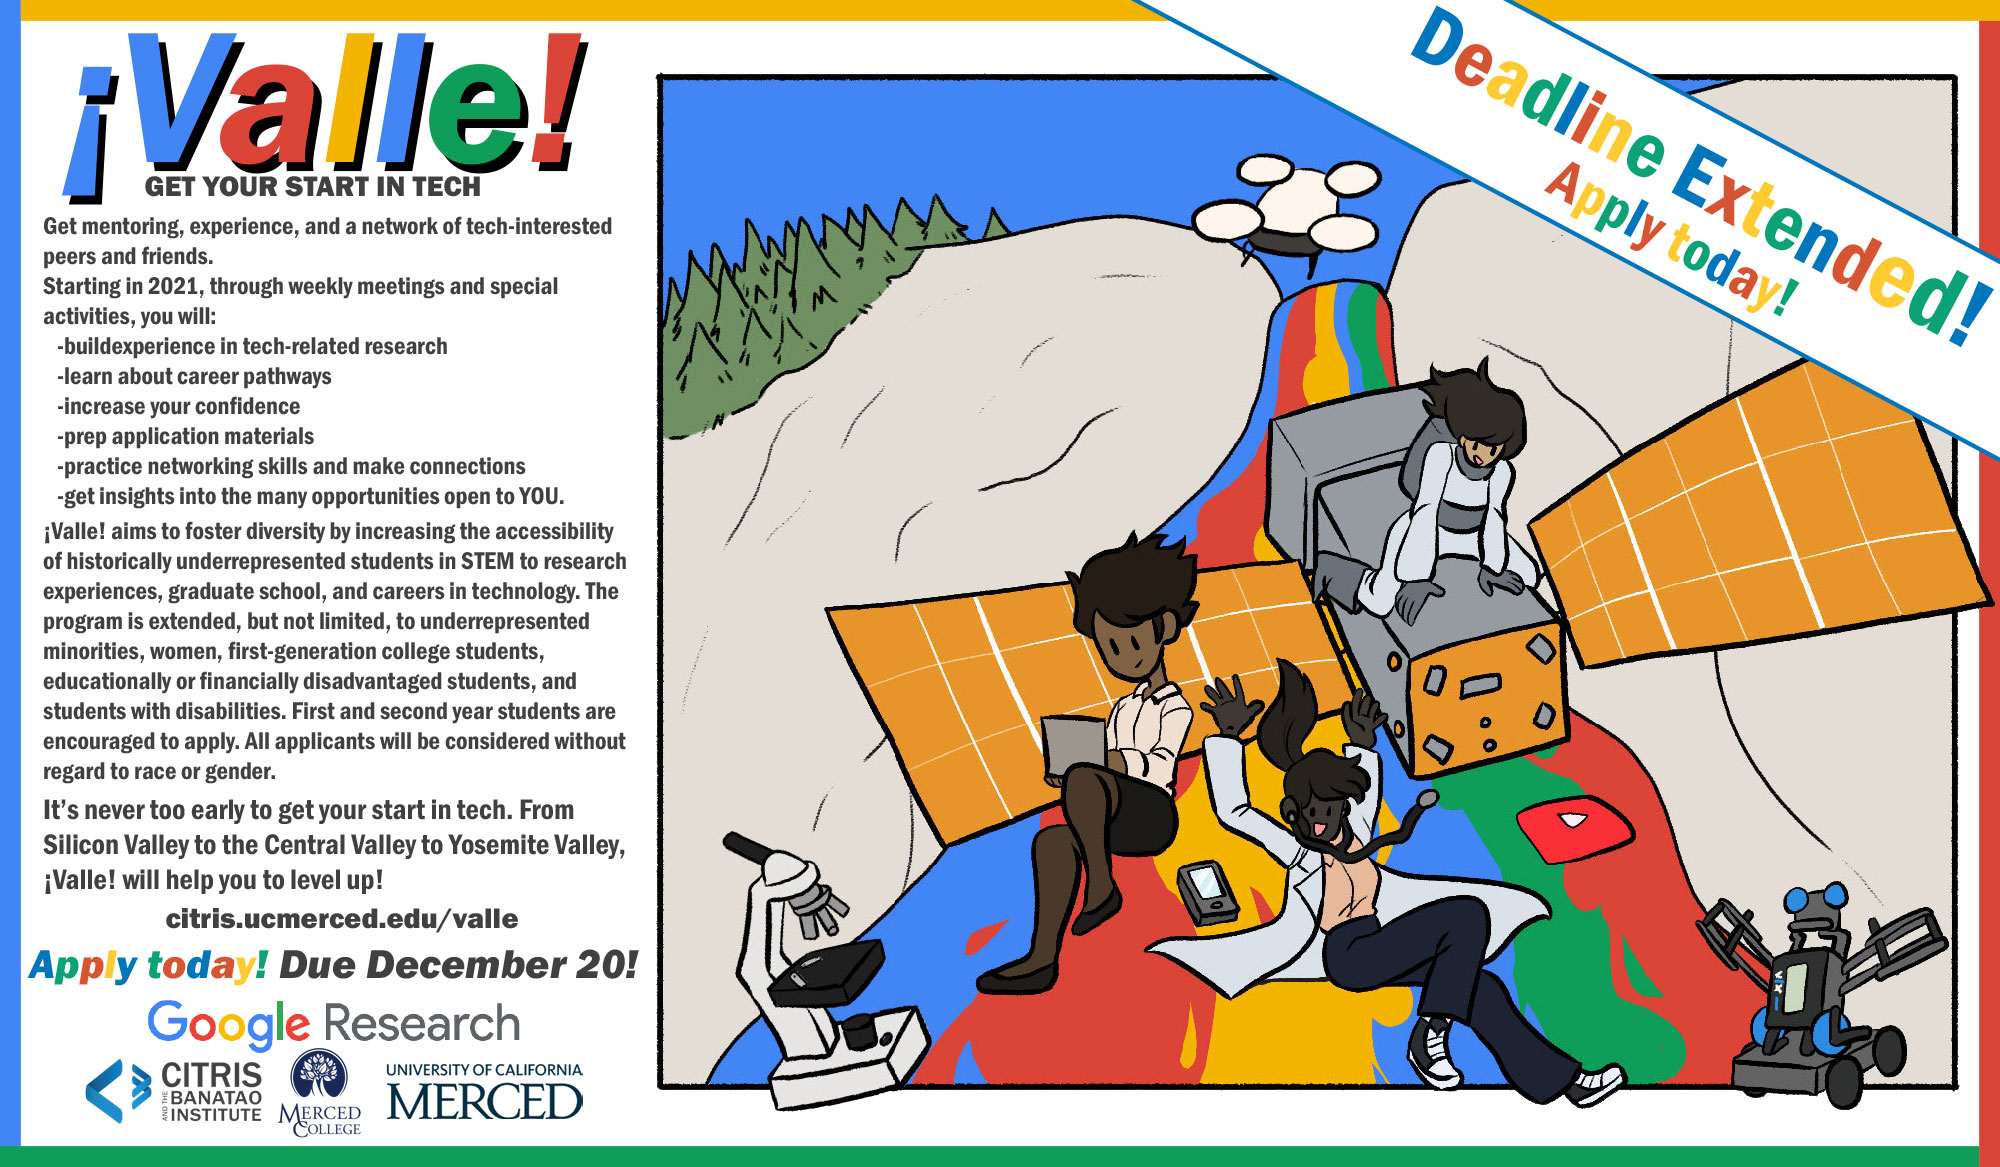 ¡Valle!
GET YOUR START IN TECH
Get mentoring, experience, and a network of tech-interested
peers and friends.
Starting in 2021, through weekly meetings and special
activities, you will:
-buildexperience in tech-related research
-learn about career pathways
-increase your confidence
-prep application materials
-practice networking skills and make connections
-get insights into the many opportunities open to YOU.
¡Valle! aims to foster diversity by increasing the accessibility
of historically underrepresented students in STEM to research
experiences, graduate school, and careers in technology. The
program is extended, but not limited, to underrepresented
minorities, women, first-generation college students,
educationally or financially disadvantaged students, and
students with disabilities. First and second year students are
encouraged to apply. All applicants will be considered without
regard to race or gender.
It's never too early to get your start in tech. From
Silicon Valley to the Central Valley to Yosemite Valley,
¡Valle! will help you to level up!
citris.ucmerced.edu/valle
Apply today! Due December 20!
Google Research
CITRIS
AND THE
BANATAO
INSTITUTE
MERCED
COLLEGE
UNIVERSITY OF CALIFORNIA
MERCED
Deadline Extended!
Apply today!